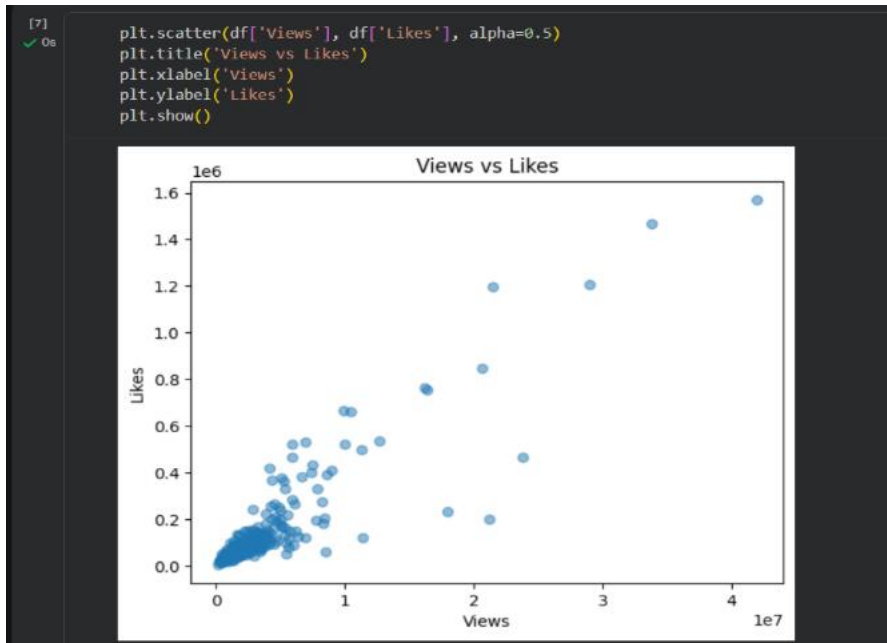 [7]
0s
plt.scatter(df['Views'], df['Likes'], alpha=0.5)
plt.title('Views vs Likes')
plt.xlabel('Views')
plt.ylabel('Likes')
plt.show()
Views vs Likes
1e6
1.6
1.4
1.2
1.0
0.8
0.6
0.4
0.2
0.0
Likes
0 1 2 3 4
1e7
Views